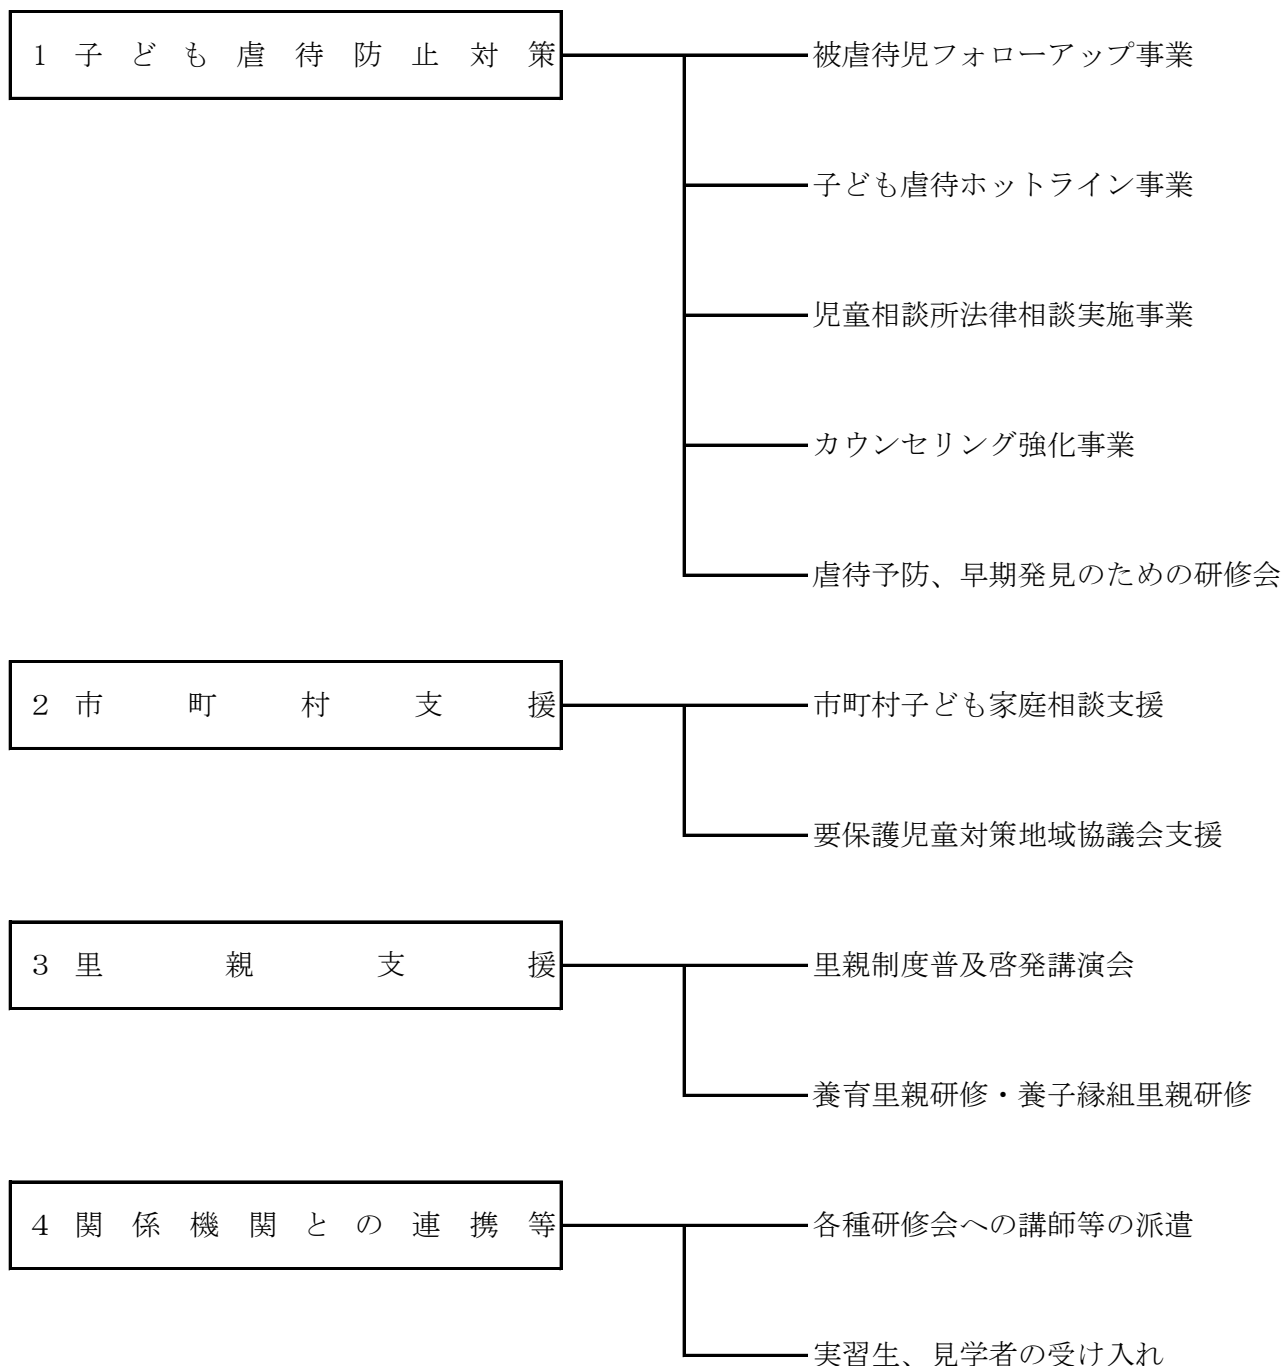 1 子ども虐待防止対策
被虐待児フォローアップ事業
子ども虐待ホットライン事業
児童相談所法律相談実施事業
カウンセリング強化事業
虐待予防、早期発見のための研修会
2 市町村支援
市町村子ども家庭相談支援
要保護児童対策地域協議会支援
3 里親支援
里親制度普及啓発講演会
養育里親研修・養子縁組里親研修
4 関係機関との連携等
各種研修会への講師等の派遣
実習生、見学者の受け入れ